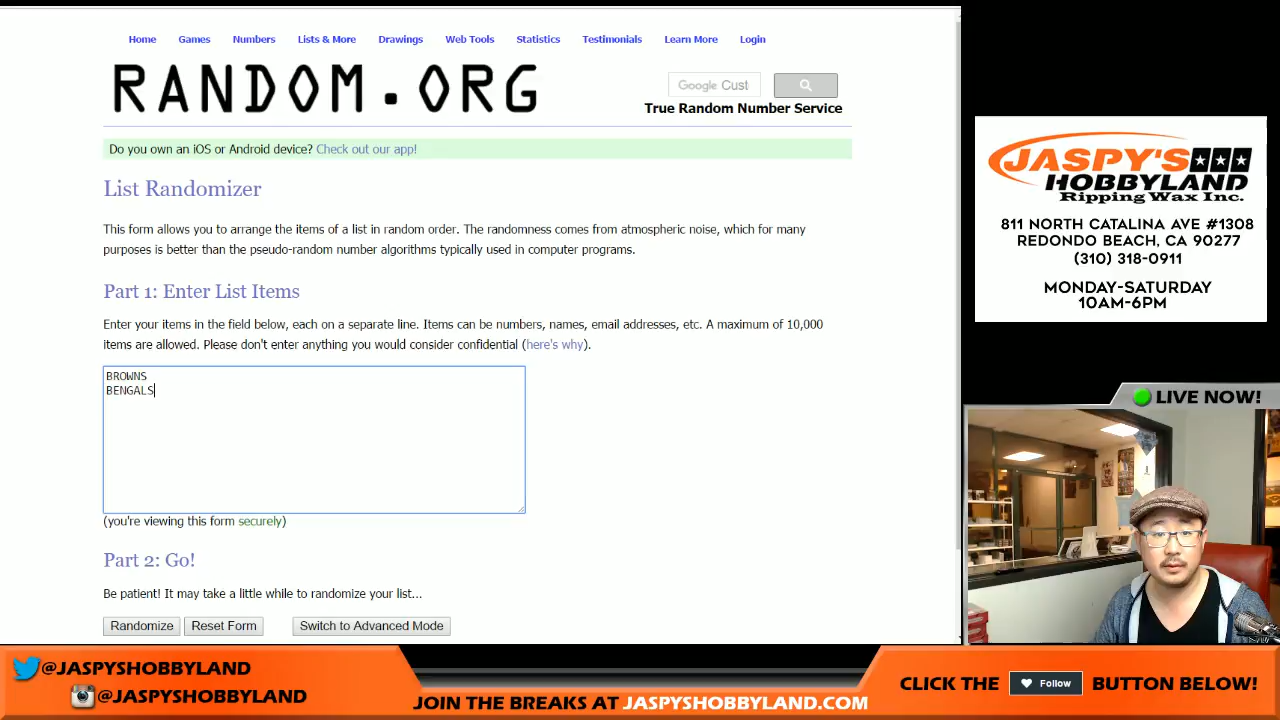 Home Games Numbers Lists & More Drawings Web Tools Statistics Testimonials Learn More Login
RANDOM.ORG
Google Cust
True Random Number Service
Do you own an iOS or Android device? Check out our app!
List Randomizer
This form allows you to arrange the items of a list in random order. The randomness comes from atmospheric noise, which for many
purposes is better than the pseudo-random number algorithms typically used in computer programs.
Part 1: Enter List Items
Enter your items in the field below, each on a separate line. Items can be numbers, names, email addresses, etc. A maximum of 10,000
items are allowed. Please don't enter anything you would consider confidential (here's why).
BROWNS
BENGALS
(you're viewing this form securely)
Part 2: Go!
Be patient! It may take a little while to randomize your list...
Randomize Reset Form Switch to Advanced Mode
JASPY'S
HOBBYLAND
Ripping Wax Inc.
811 NORTH CATALINA AVE #1308
REDONDO BEACH, CA 90277
(310) 318-0911
MONDAY-SATURDAY
10AM-6PM
LIVE NOW!
@JASPYSHOBBYLAND
@JASPYSHOBBYLAND
JOIN THE BREAKS AT JASPYSHOBBYLAND.COM
CLICK THE Follow BUTTON BELOW!